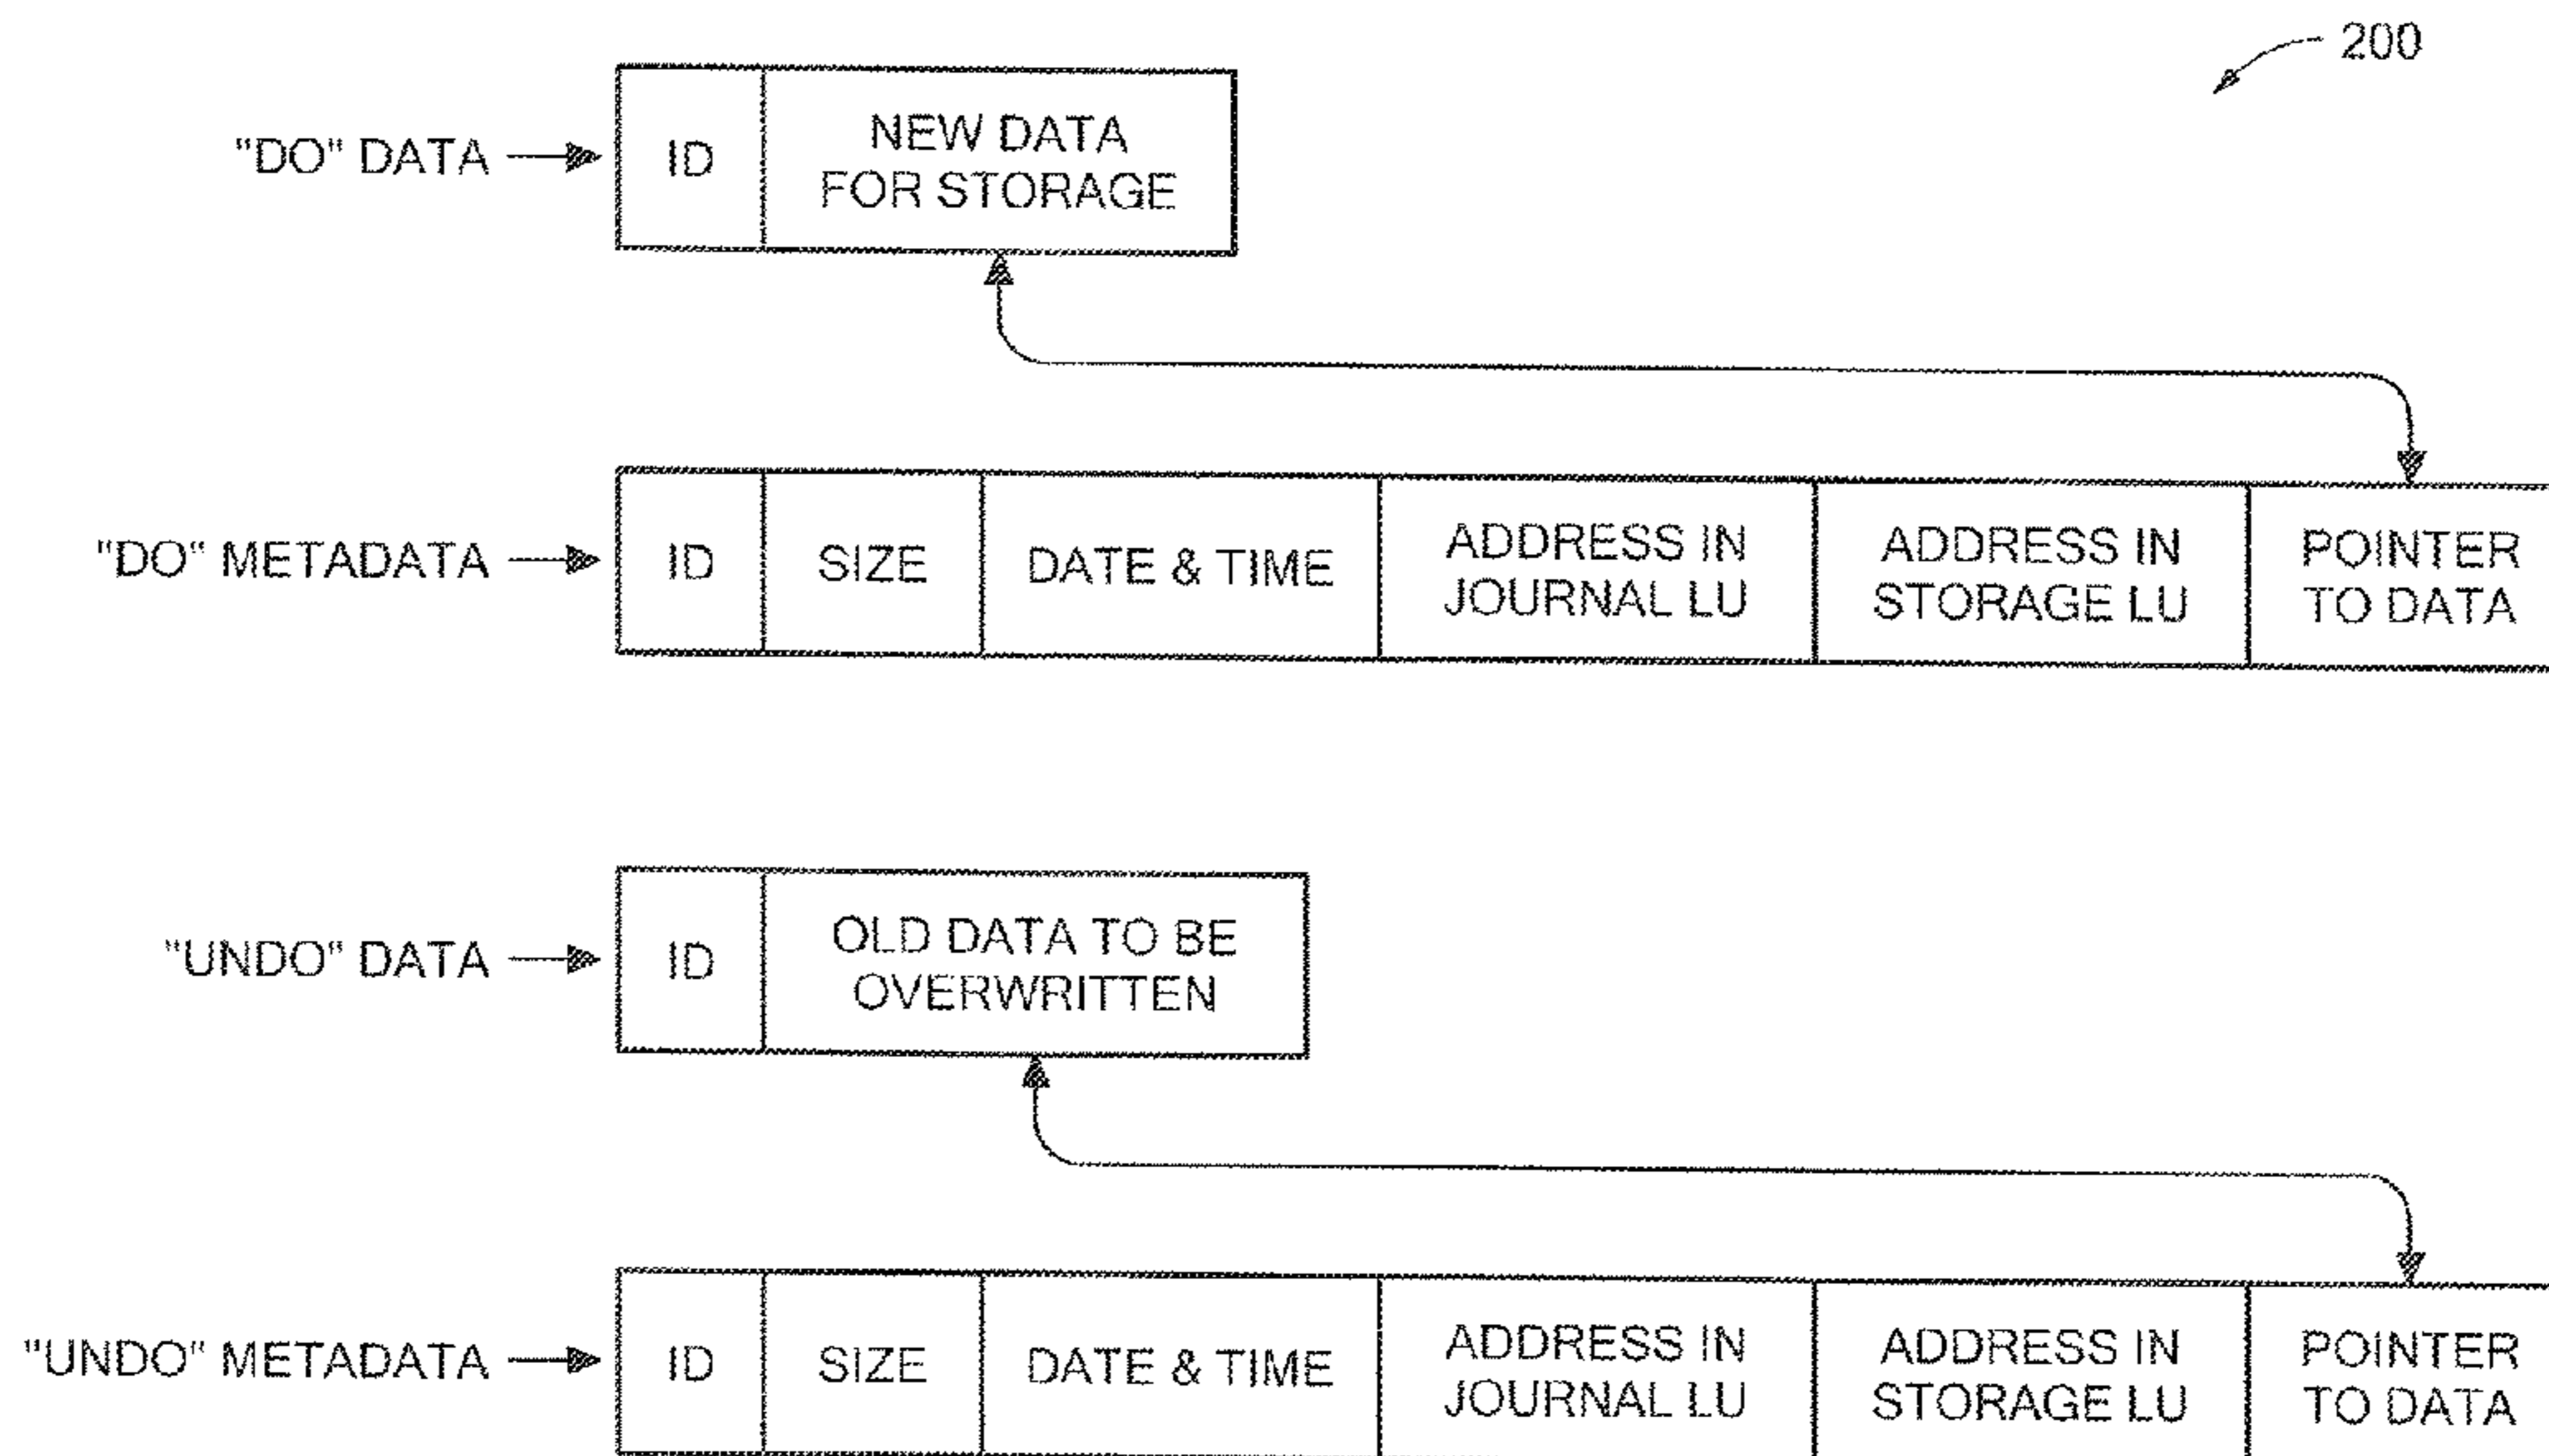 200
"DO" DATA
ID
NEW DATA
FOR STORAGE
"DO" METADATA
ID
SIZE
DATE & TIME
ADDRESS IN
JOURNAL LU
ADDRESS IN
STORAGE LU
POINTER
TO DATA
"UNDO" DATA
ID
OLD DATA TO BE
OVERWRITTEN
"UNDO" METADATA
ID
SIZE
DATE & TIME
ADDRESS IN
JOURNAL LU
ADDRESS IN
STORAGE LU
POINTER
TO DATA